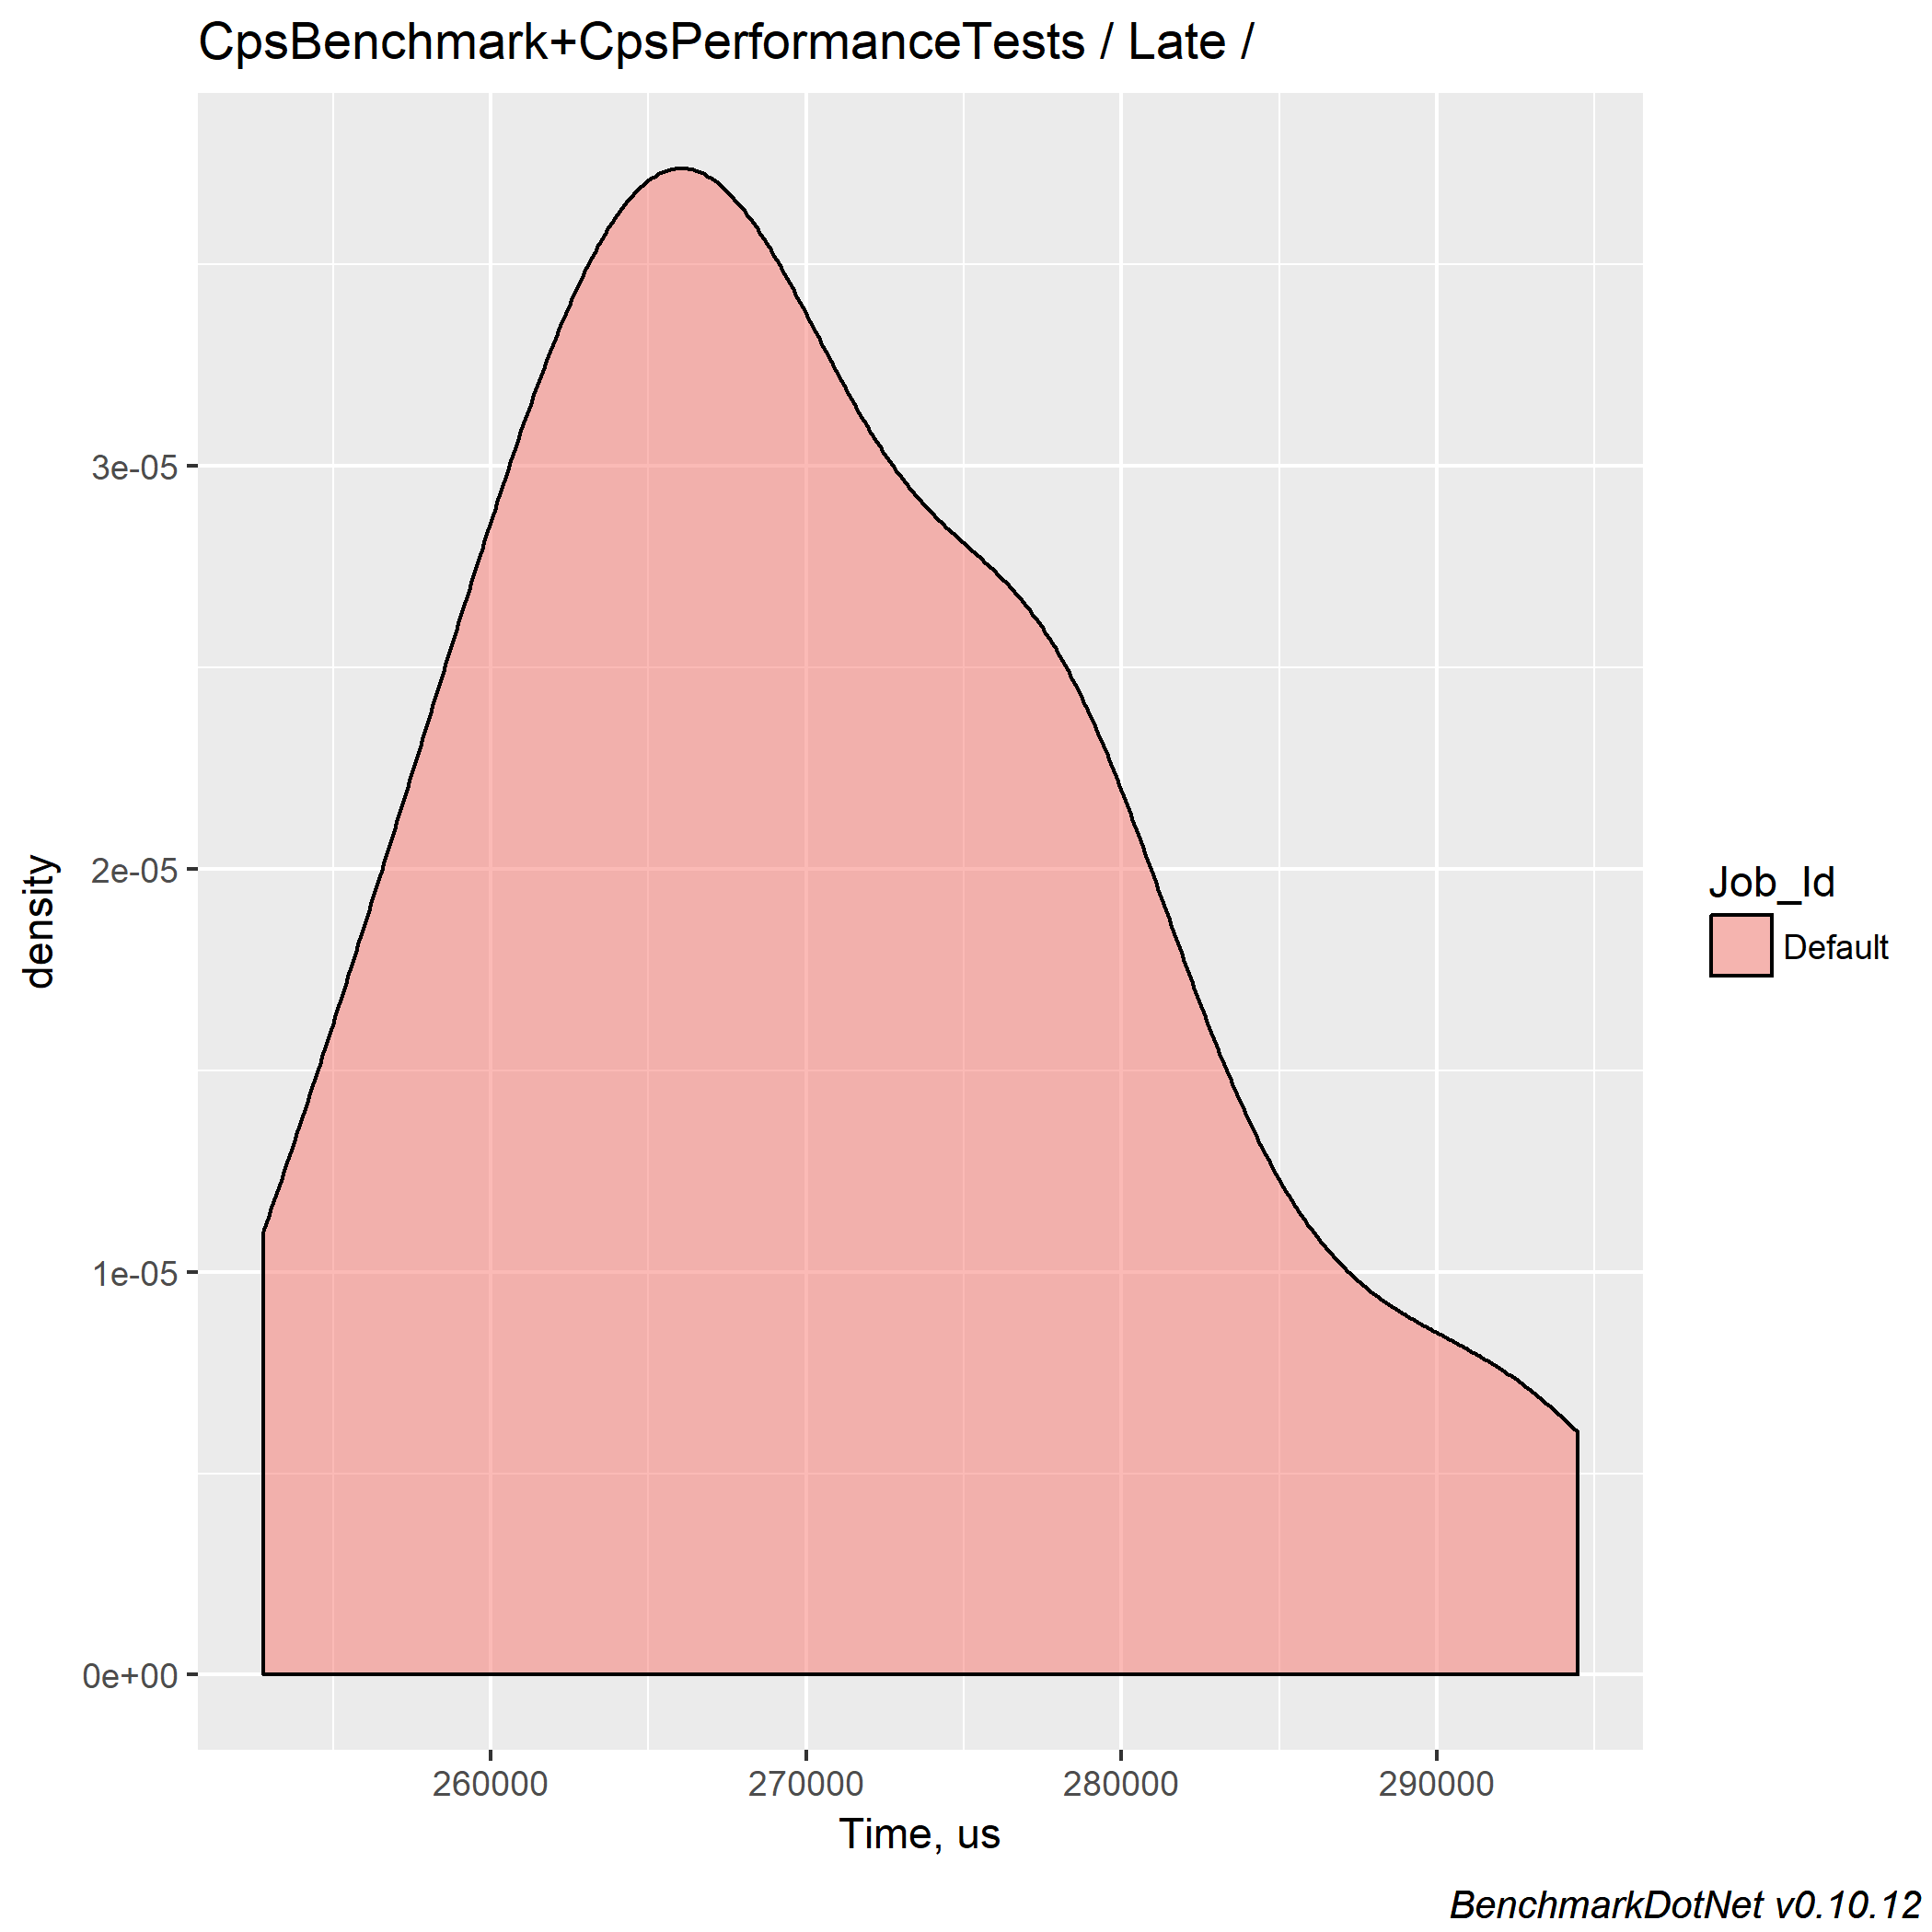 CpsBenchmark+CpsPerformanceTests / Late /
density
3e-05
2e-05
1e-05
0e+00
260000 270000 280000 290000
Time, us
Job_Id
Default
BenchmarkDotNet v0.10.12